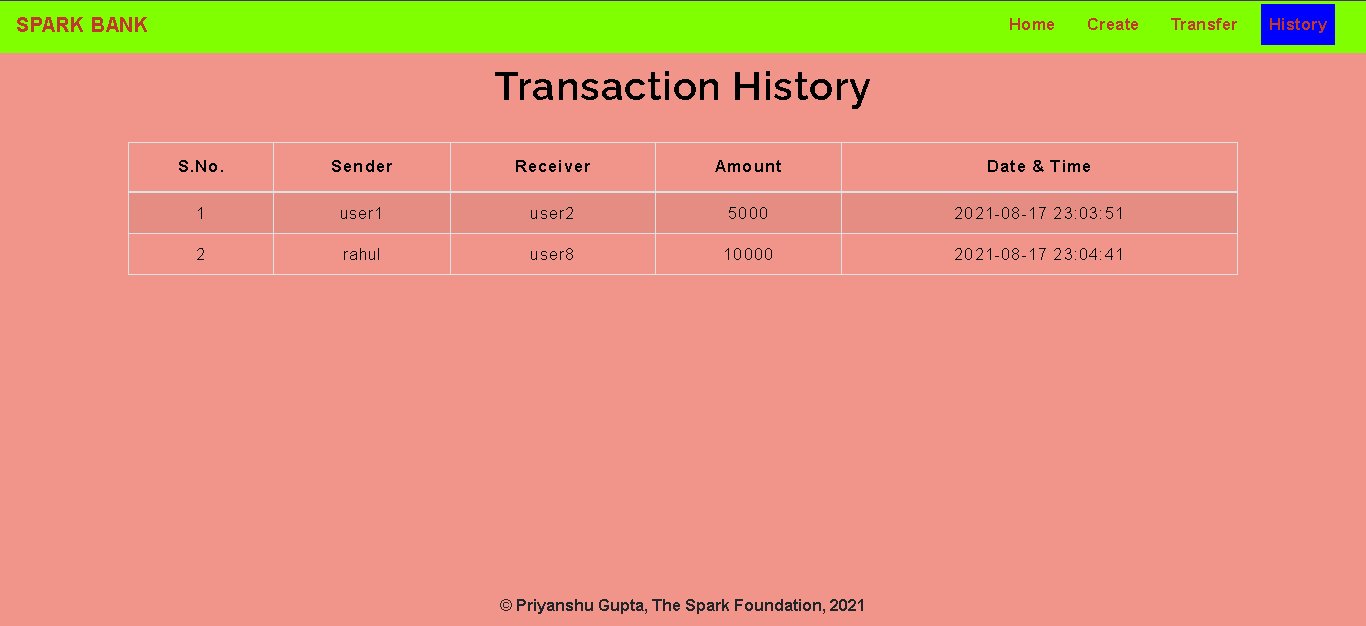 SPARK BANK Home Create Transfer History
Transaction History
S.No. Sender Receiver Amount Date & Time
1 user1 user2 5000 2021-08-17 23:03:51
2 rahul user8 10000 2021-08-17 23:04:41
© Priyanshu Gupta, The Spark Foundation, 2021